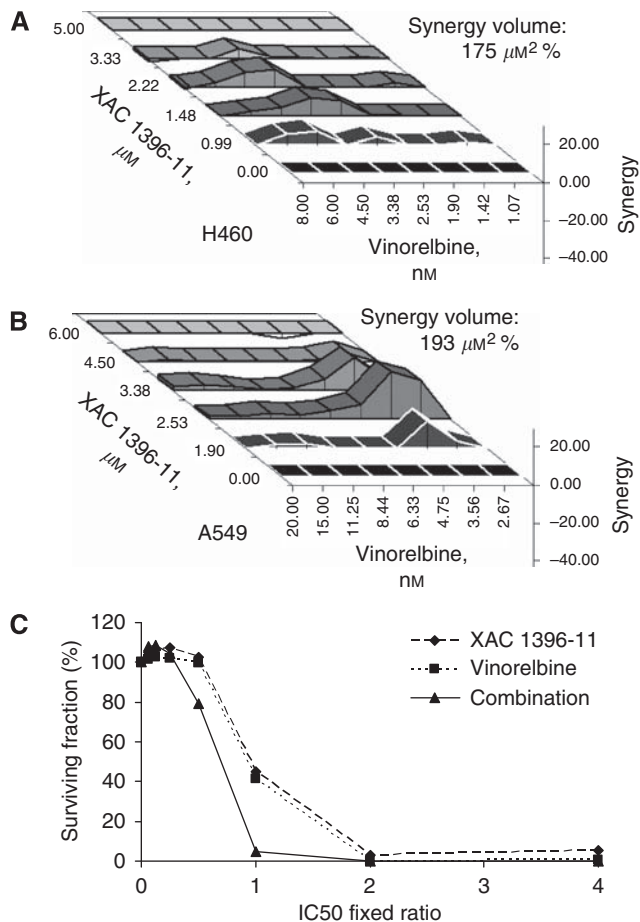 A
Synergy volume:
175 µM² %
5.00
3.33
2.22
1.48
0.99
0.00
XAC 1396-11,
µM
20.00
0.00
−20.00
−40.00
Synergy
8.00
6.00
4.50
3.38
2.53
1.90
1.42
1.07
H460
Vinorelbine,
nM
B
Synergy volume:
193 µM² %
6.00
4.50
3.38
2.53
1.90
0.00
XAC 1396-11,
µM
20.00
0.00
−20.00
−40.00
Synergy
20.00
15.00
11.25
8.44
6.33
4.75
3.56
2.67
A549
Vinorelbine,
nM
C
120
100
80
60
40
20
0
Surviving fraction (%)
XAC 1396-11
Vinorelbine
Combination
0
1
2
3
4
IC50 fixed ratio